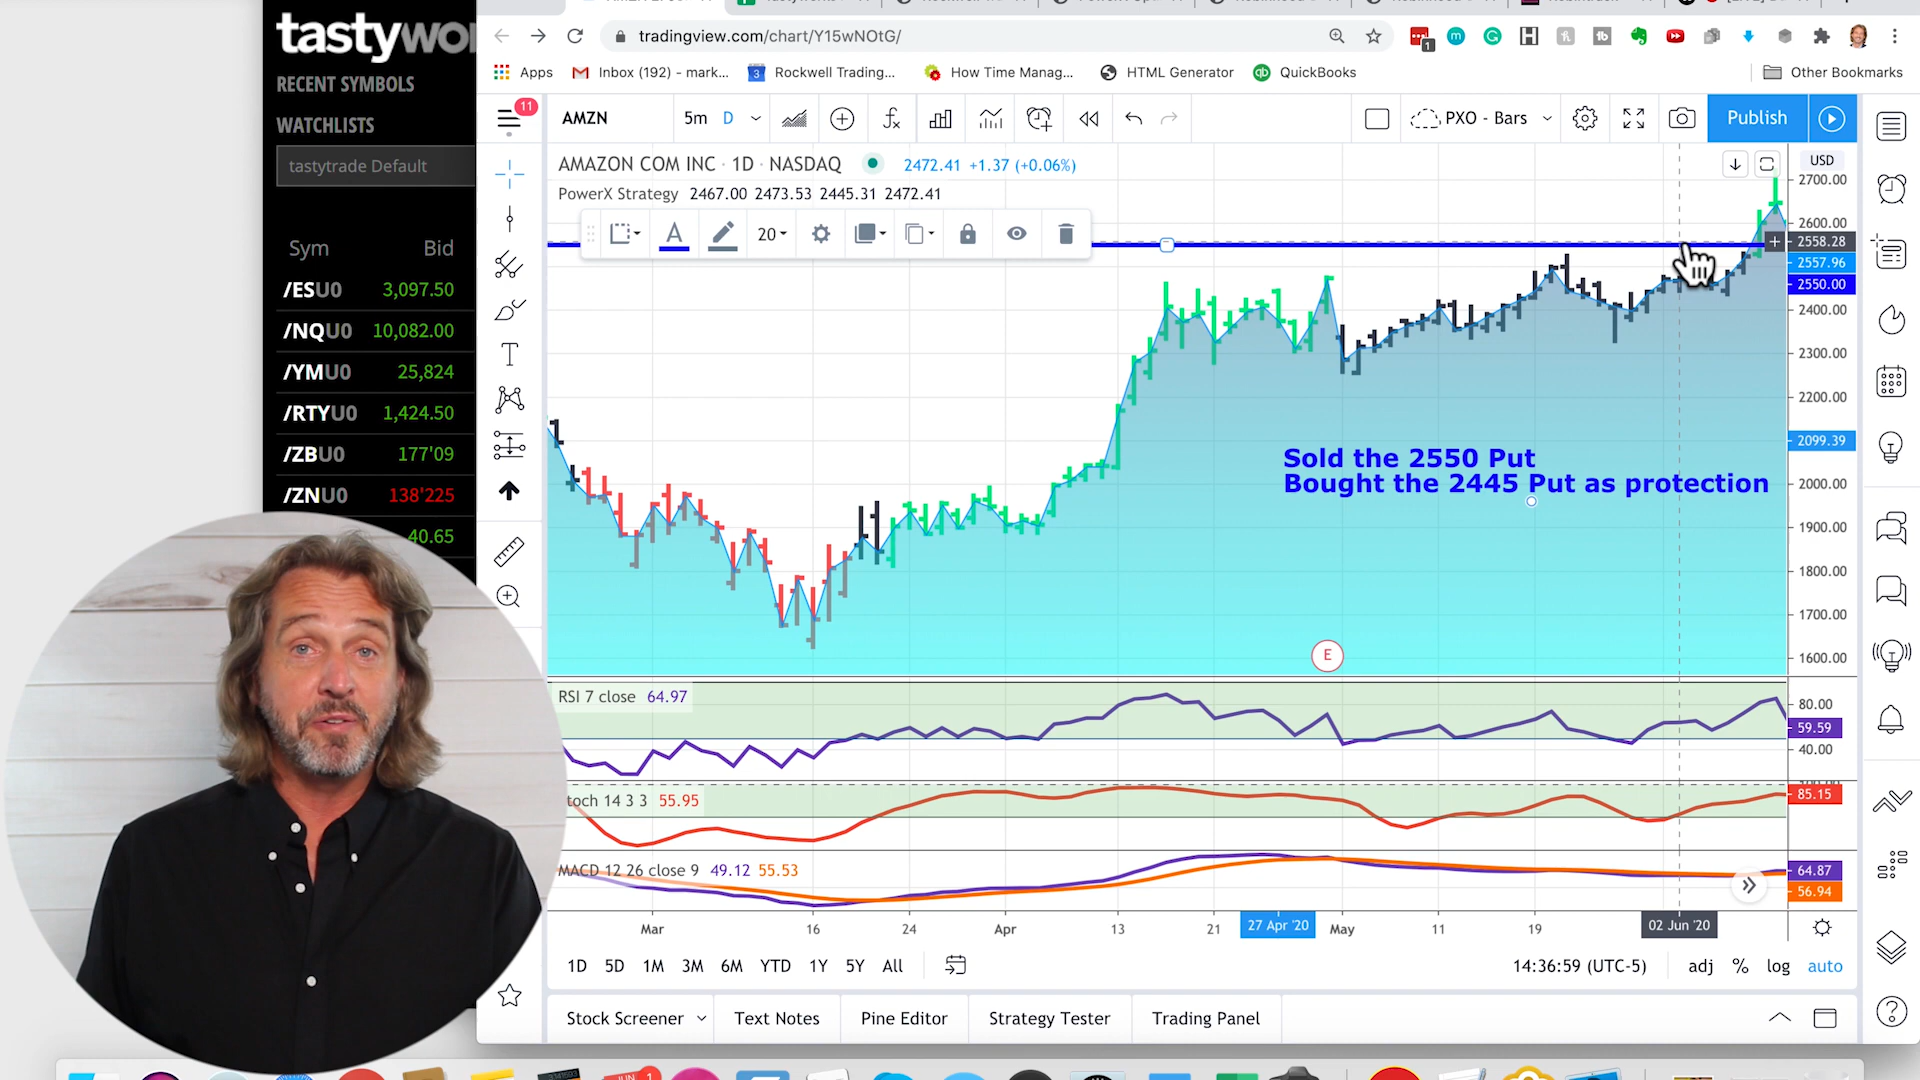 tastywor
RECENT SYMBOLS
WATCHLISTS
tastytrade Default
Sym Bid
/ESU0 3,097.50
/NQU0 10,082.00
/YMU0 25,824
/RTYU0 1,424.50
/ZBU0 177'09
/ZNU0 138'225
40.65
tradingview.com/chart/Y15wNOtG/
1
Apps Inbox (192) - mark... 3 Rockwell Trading... How Time Manag... HTML Generator QuickBooks Other Bookmarks
11 AMZN 5m D PXO - Bars Publish
AMAZON COM INC · 1D · NASDAQ 2472.41 +1.37 (+0.06%) USD
PowerX Strategy 2467.00 2473.53 2445.31 2472.41
20
2700.00
2600.00
2558.28
2557.96
2550.00
2400.00
2300.00
2200.00
2099.39
2000.00
1900.00
1800.00
1700.00
1600.00
Sold the 2550 Put
Bought the 2445 Put as protection
E
RSI 7 close 64.97
80.00
59.59
40.00
toch 14 3 3 55.95
85.15
MACD 12 26 close 9 49.12 55.53
64.87
56.94
Mar 16 24 Apr 13 21 27 Apr '20 May 11 19 02 Jun '20
1D 5D 1M 3M 6M YTD 1Y 5Y All 14:36:59 (UTC-5) adj % log auto
Stock Screener Text Notes Pine Editor Strategy Tester Trading Panel
JUN 1